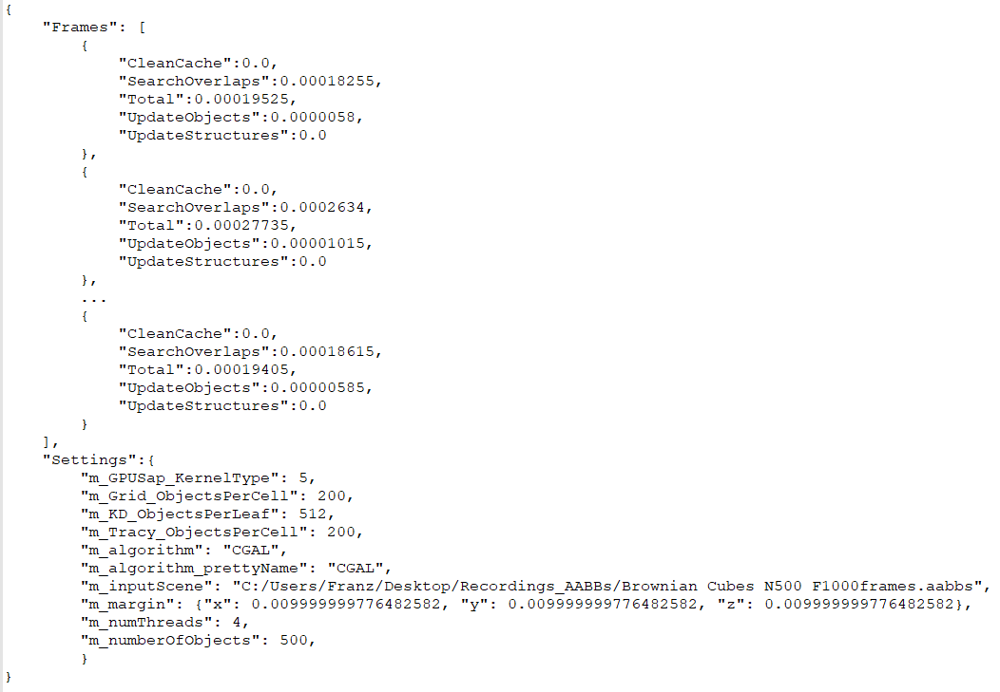 {
    "Frames": [
        {
            "CleanCache":0.0,
            "SearchOverlaps":0.00018255,
            "Total":0.00019525,
            "UpdateObjects":0.0000058,
            "UpdateStructures":0.0
        },
        {
            "CleanCache":0.0,
            "SearchOverlaps":0.0002634,
            "Total":0.00027735,
            "UpdateObjects":0.00001015,
            "UpdateStructures":0.0
        },
        ...
        {
            "CleanCache":0.0,
            "SearchOverlaps":0.00018615,
            "Total":0.00019405,
            "UpdateObjects":0.00000585,
            "UpdateStructures":0.0
        }
    ],
    "Settings":{
        "m_GPUSap_KernelType": 5,
        "m_Grid_ObjectsPerCell": 200,
        "m_KD_ObjectsPerLeaf": 512,
        "m_Tracy_ObjectsPerCell": 200,
        "m_algorithm": "CGAL",
        "m_algorithm_prettyName": "CGAL",
        "m_inputScene": "C:/Users/Franz/Desktop/Recordings_AABBs/Brownian Cubes N500 F1000frames.aabbs",
        "m_margin": {"x": 0.009999999776482582, "y": 0.009999999776482582, "z": 0.009999999776482582},
        "m_numThreads": 4,
        "m_numberOfObjects": 500,
        }
}